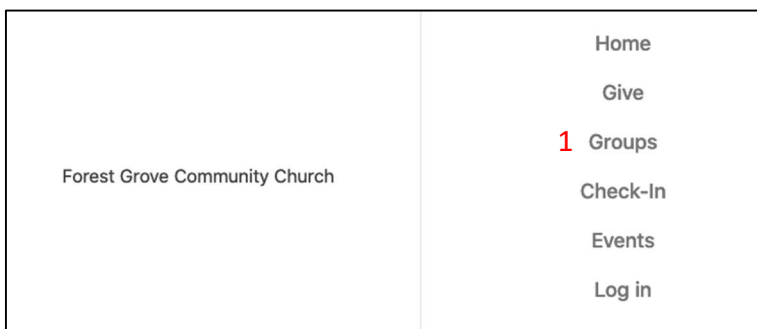 Forest Grove Community Church
Home
Give
1 Groups
Check-In
Events
Log in